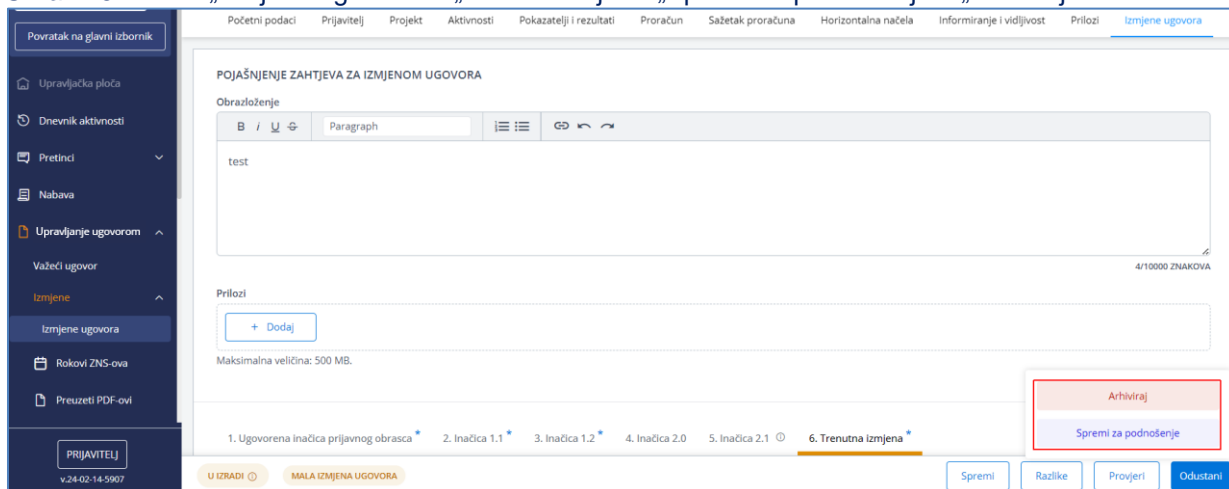 Povratak na glavni izbornik
Upravljačka ploča
Dnevnik aktivnosti
Pretinci
Nabava
Upravljanje ugovorom
Važeći ugovor
Izmjene
Izmjene ugovora
Rokovi ZNS-ova
Preuzeti PDF-ovi
PRIJAVITELJ
v.24-02-14-5907
Početni podaci Prijavitelj Projekt Aktivnosti Pokazatelji i rezultati Proračun Sažetak proračuna Horizontalna načela Informiranje i vidljivost Prilozi Izmjene ugovora
POJAŠNJENJE ZAHTJEVA ZA IZMJENOM UGOVORA
Obrazloženje
B i U S Paragraph
test
4/10000 ZNAKOVA
Prilozi
+ Dodaj
Maksimalna veličina: 500 MB.
Arhiviraj
Spremi za podnošenje
1. Ugovorena inačica prijavnog obrasca * 2. Inačica 1.1 * 3. Inačica 1.2 * 4. Inačica 2.0 5. Inačica 2.1 6. Trenutna izmjena *
U IZRADI MALA IZMJENA UGOVORA Spremi Razlike Provjeri Odustani